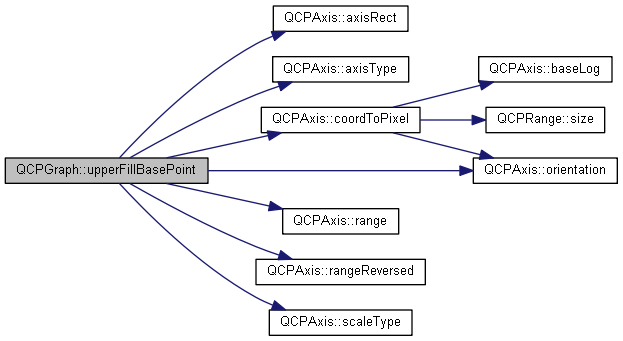 QCPAxis::axisRect
QCPAxis::axisType
QCPAxis::baseLog
QCPAxis::coordToPixel
QCPRange::size
QCPGraph::upperFillBasePoint
QCPAxis::orientation
QCPAxis::range
QCPAxis::rangeReversed
QCPAxis::scaleType